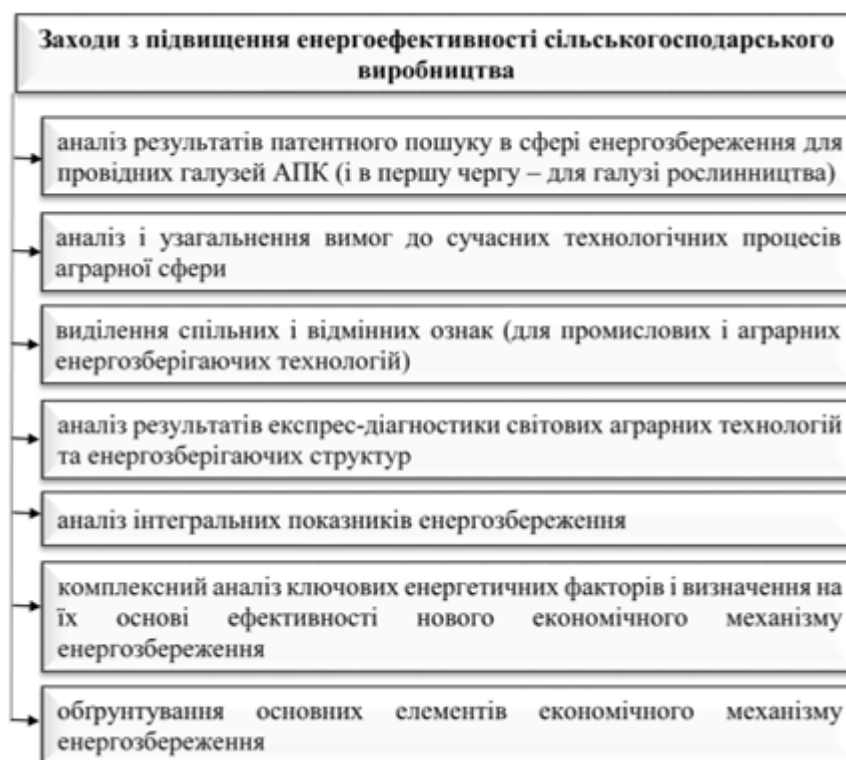 Заходи з підвищення енергоефективності сільськогосподарського
виробництва
аналіз результатів патентного пошуку в сфері енергозбереження для
провідних галузей АПК (і в першу чергу – для галузі рослинництва)
аналіз і узагальнення вимог до сучасних технологічних процесів
аграрної сфери
виділення спільних і відмінних ознак (для промислових і аграрних
енергозберігаючих технологій)
аналіз результатів експрес-діагностики світових аграрних технологій
та енергозберігаючих структур
аналіз інтегральних показників енергозбереження
комплексний аналіз ключових енергетичних факторів і визначення на
їх основі ефективності нового економічного механізму
енергозбереження
обґрунтування основних елементів економічного механізму
енергозбереження